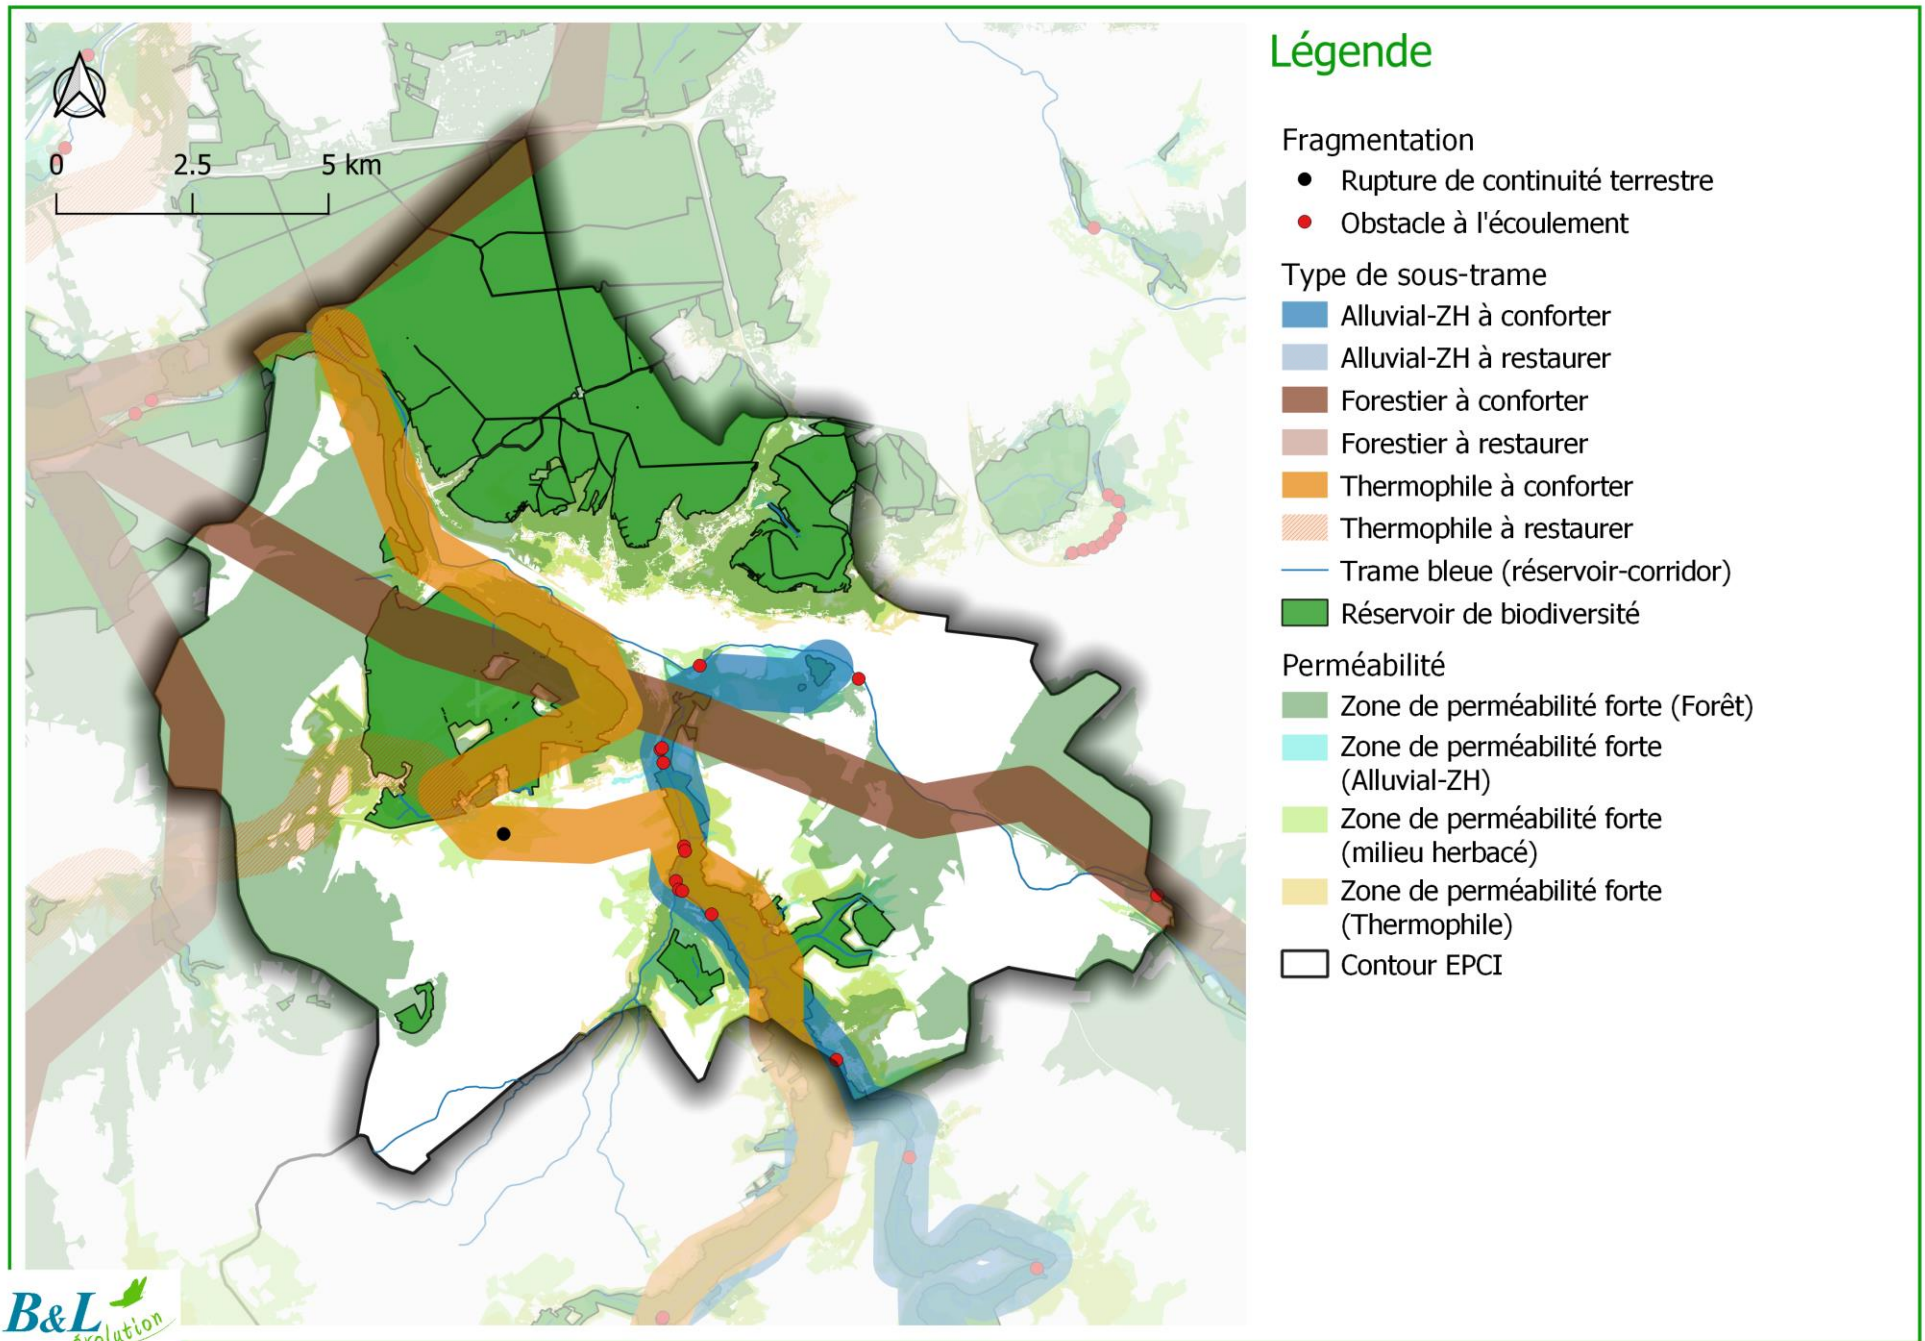 Légende
0 2.5 5 km
Fragmentation
Rupture de continuité terrestre
Obstacle à l'écoulement
Type de sous-trame
Alluvial-ZH à conforter
Alluvial-ZH à restaurer
Forestier à conforter
Forestier à restaurer
Thermophile à conforter
Thermophile à restaurer
Trame bleue (réservoir-corridor)
Réservoir de biodiversité
Perméabilité
Zone de perméabilité forte (Forêt)
Zone de perméabilité forte
(Alluvial-ZH)
Zone de perméabilité forte
(milieu herbacé)
Zone de perméabilité forte
(Thermophile)
Contour EPCI
B&L
évolution